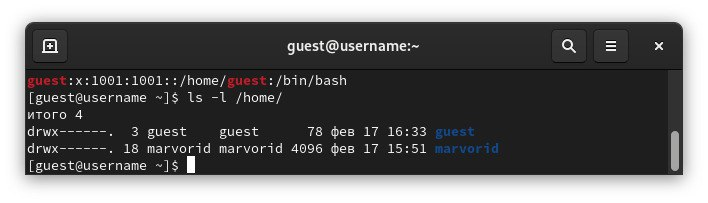 guest@username:~
guest:x:1001:1001::/home/guest:/bin/bash
[guest@username ~]$ ls -l /home/
итого 4
drwx------.  3 guest    guest      78 фев 17 16:33 guest
drwx------. 18 marvorid marvorid 4096 фев 17 15:51 marvorid
[guest@username ~]$